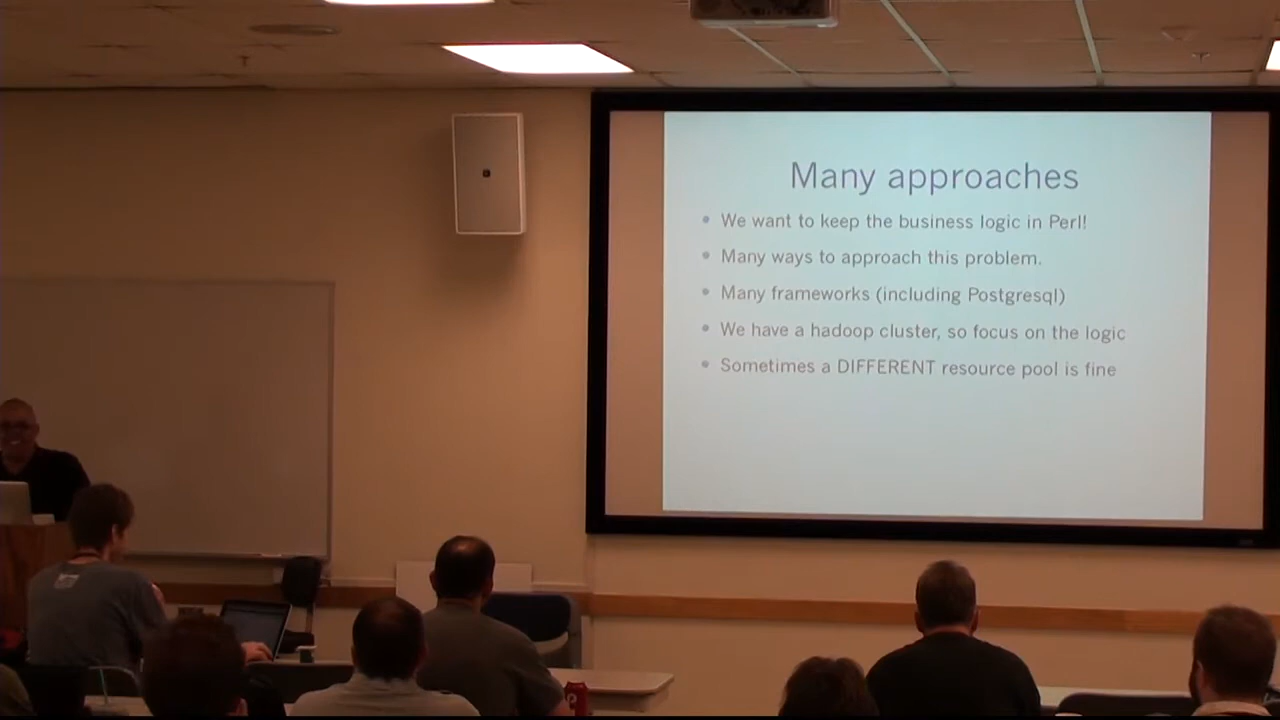 Many approaches
We want to keep the business logic in Perl!
Many ways to approach this problem.
Many frameworks (including Postgresql)
We have a hadoop cluster, so focus on the logic
Sometimes a DIFFERENT resource pool is fine